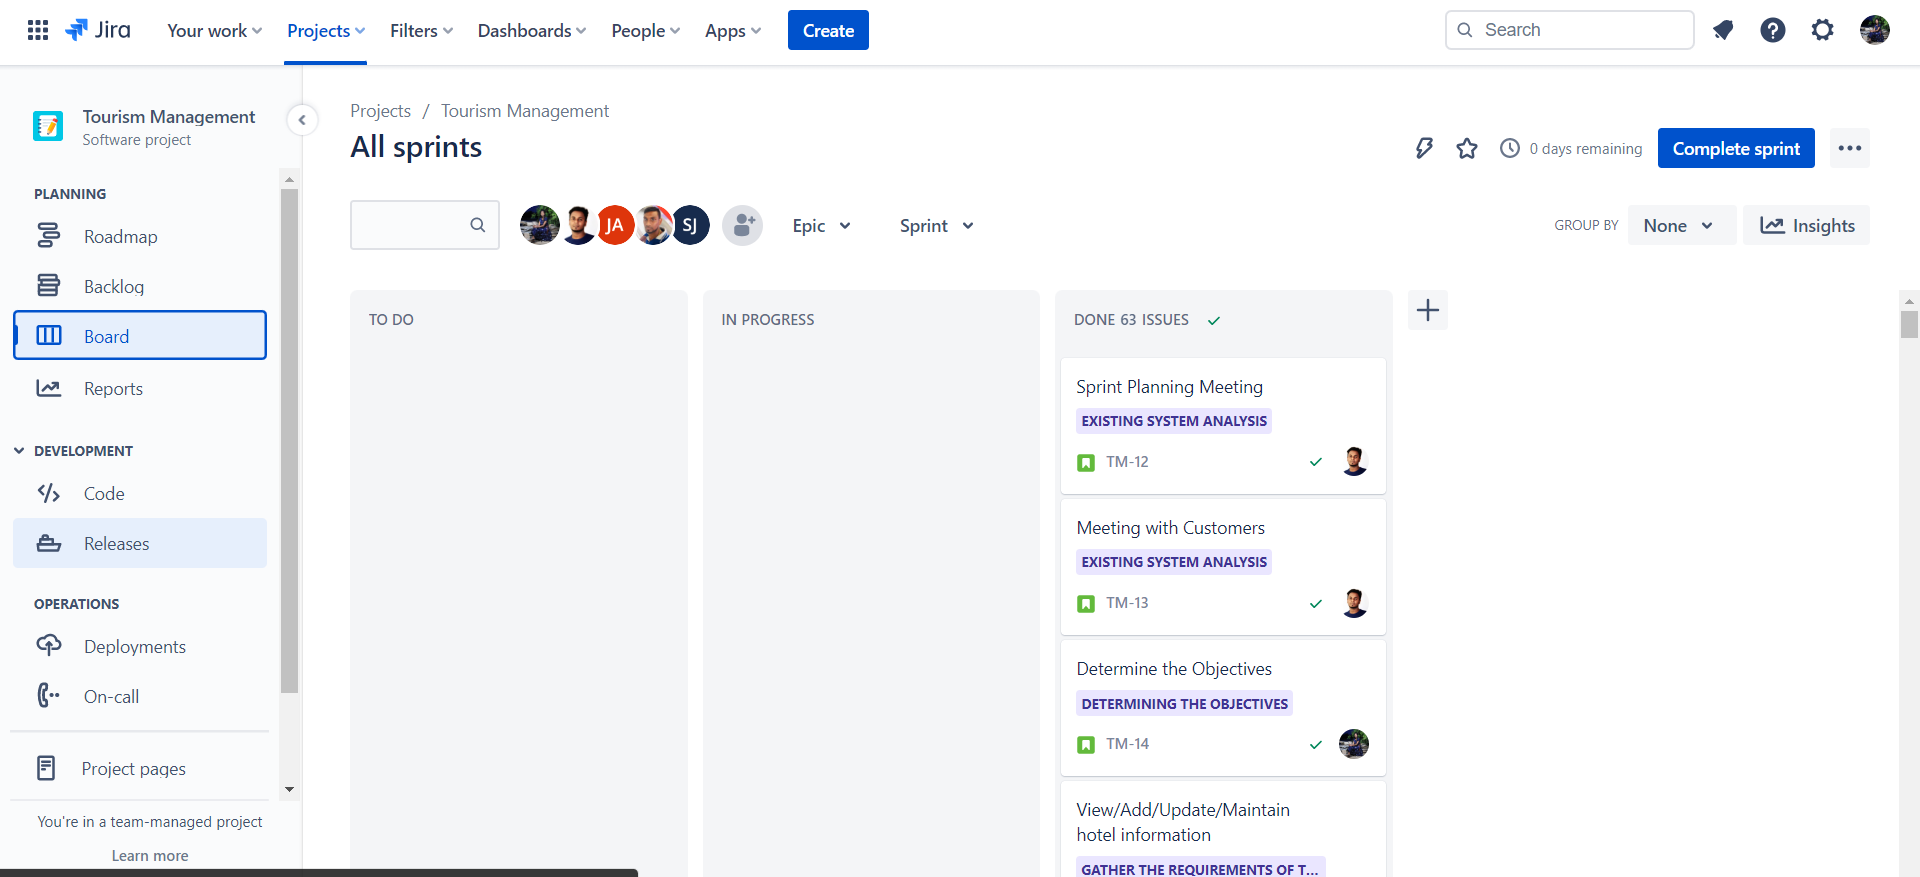 Jira
Your work
Projects
Filters
Dashboards
People
Apps
Create
Search
Tourism Management
Software project
PLANNING
Roadmap
Backlog
Board
Reports
DEVELOPMENT
Code
Releases
OPERATIONS
Deployments
On-call
Project pages
You're in a team-managed project
Learn more
Projects / Tourism Management
All sprints
0 days remaining
Complete sprint
JA
SJ
Epic
Sprint
GROUP BY
None
Insights
TO DO
IN PROGRESS
DONE 63 ISSUES
Sprint Planning Meeting
EXISTING SYSTEM ANALYSIS
TM-12
Meeting with Customers
EXISTING SYSTEM ANALYSIS
TM-13
Determine the Objectives
DETERMINING THE OBJECTIVES
TM-14
View/Add/Update/Maintain
hotel information
GATHER THE REQUIREMENTS OF T...